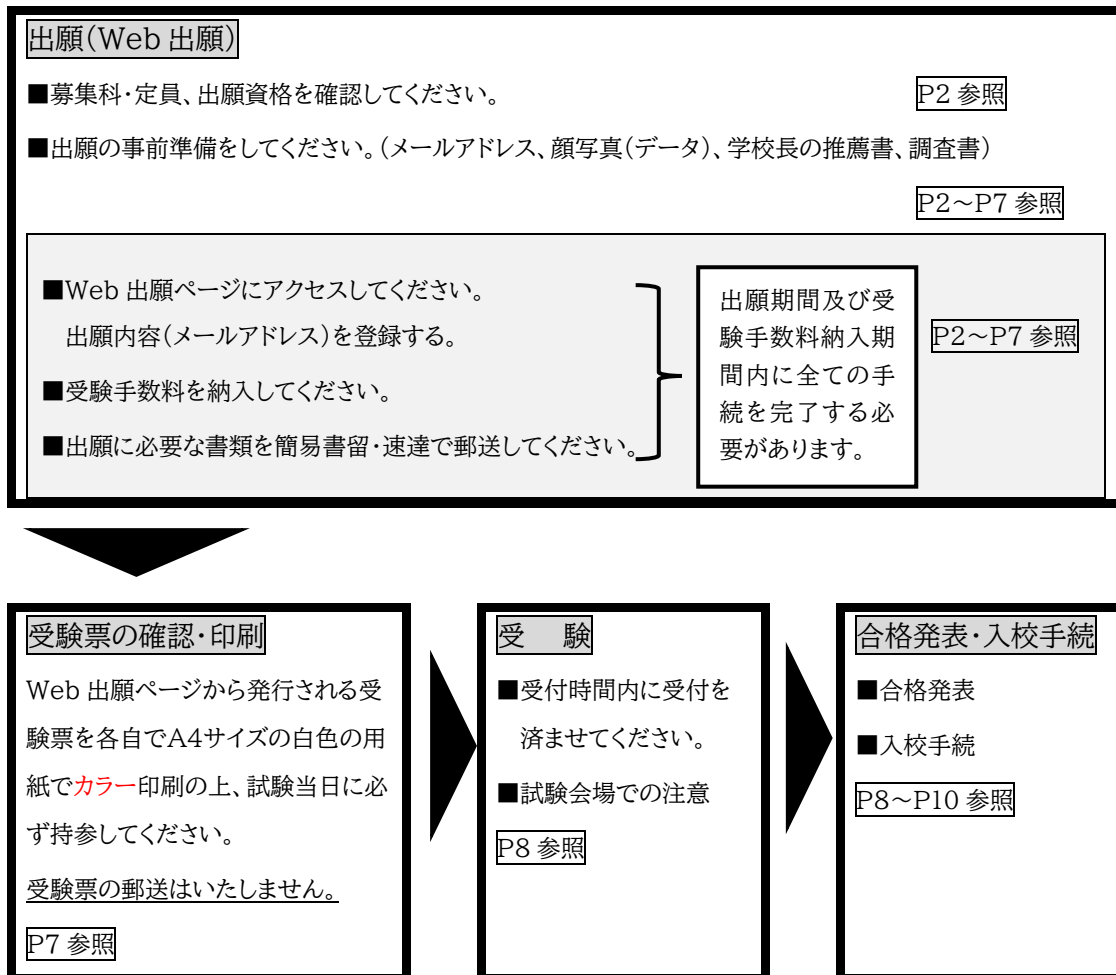 出願(Web 出願)
■募集科・定員、出願資格を確認してください。
P2 参照
■出願の事前準備をしてください。(メールアドレス、顔写真(データ)、学校長の推薦書、調査書)
P2～P7 参照
■Web 出願ページにアクセスしてください。
出願内容(メールアドレス)を登録する。
■受験手数料を納入してください。
■出願に必要な書類を簡易書留・速達で郵送してください。
出願期間及び受
験手数料納入期
間内に全ての手
続を完了する必
要があります。
P2～P7 参照
受験票の確認・印刷
Web 出願ページから発行される受
験票を各自でA4サイズの白色の用
紙でカラー印刷の上、試験当日に必
ず持参してください。
受験票の郵送はいたしません。
P7 参照
受　験
■受付時間内に受付を
済ませてください。
■試験会場での注意
P8 参照
合格発表・入校手続
■合格発表
■入校手続
P8～P10 参照